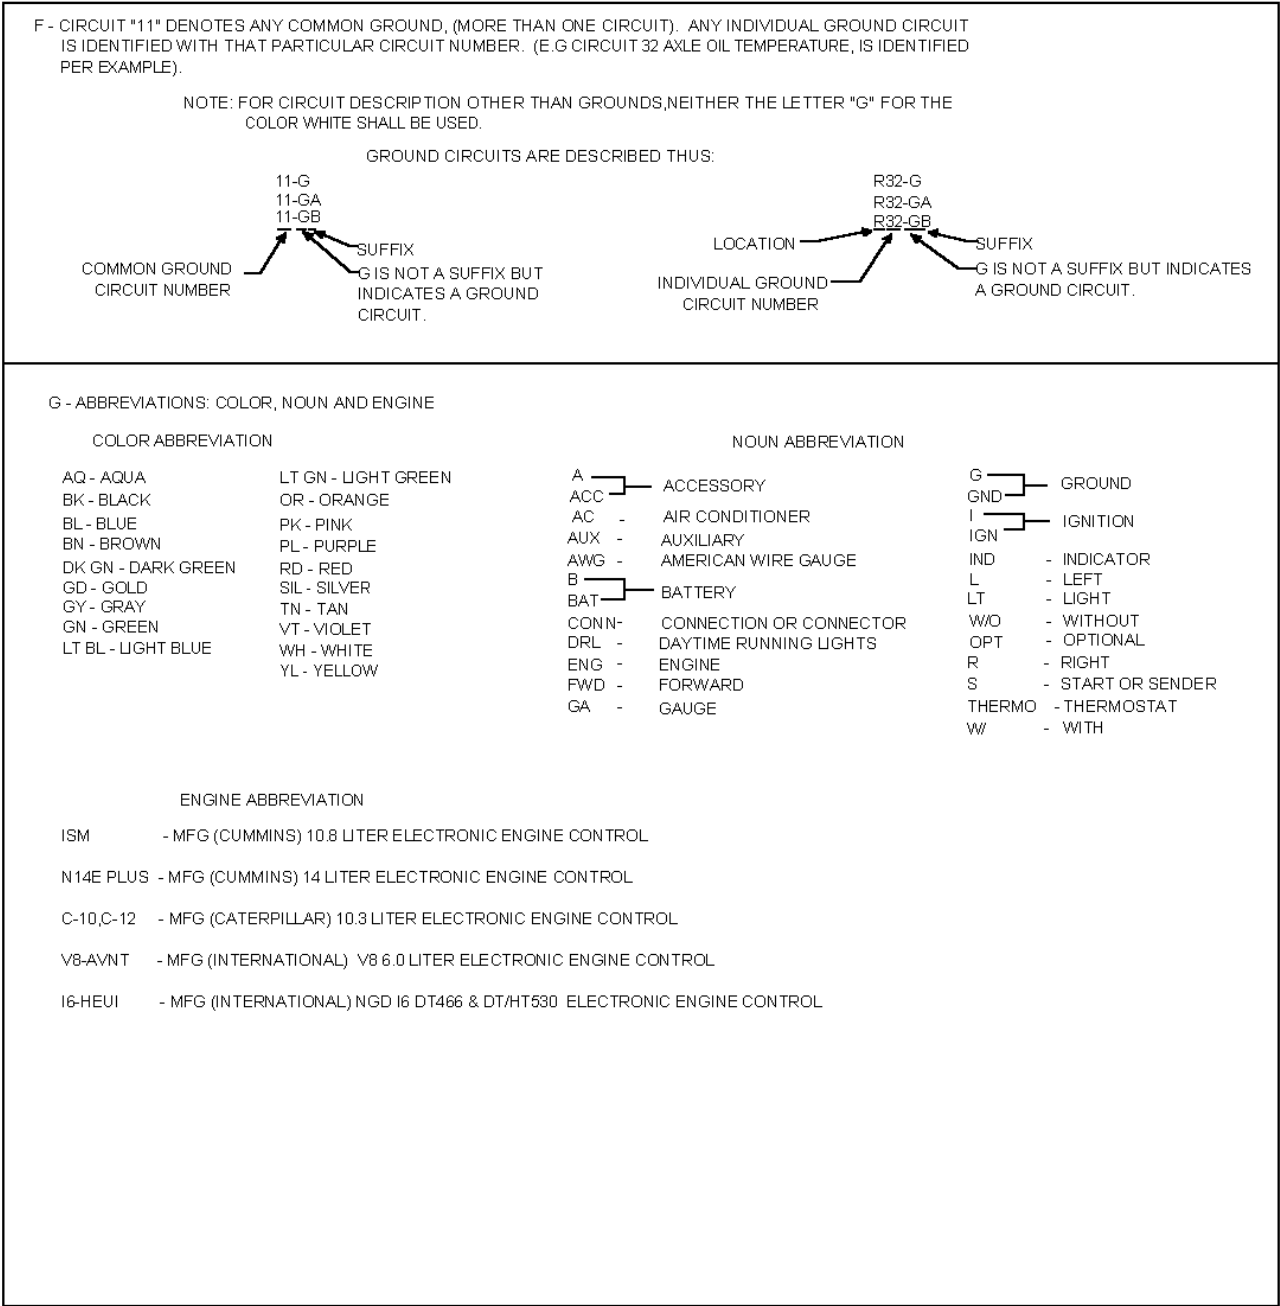 F - CIRCUIT "11" DENOTES ANY COMMON GROUND, (MORE THAN ONE CIRCUIT). ANY INDIVIDUAL GROUND CIRCUIT
IS IDENTIFIED WITH THAT PARTICULAR CIRCUIT NUMBER. (E.G CIRCUIT 32 AXLE OIL TEMPERATURE, IS IDENTIFIED
PER EXAMPLE).
NOTE: FOR CIRCUIT DESCRIPTION OTHER THAN GROUNDS,NEITHER THE LETTER "G" FOR THE
COLOR WHITE SHALL BE USED.
GROUND CIRCUITS ARE DESCRIBED THUS:
11-G
11-GA
11-GB
SUFFIX
COMMON GROUND
CIRCUIT NUMBER
G IS NOT A SUFFIX BUT
INDICATES A GROUND
CIRCUIT.
R32-G
R32-GA
R32-GB
LOCATION
SUFFIX
INDIVIDUAL GROUND
CIRCUIT NUMBER
G IS NOT A SUFFIX BUT INDICATES
A GROUND CIRCUIT.
G - ABBREVIATIONS: COLOR, NOUN AND ENGINE
COLOR ABBREVIATION
AQ - AQUA
BK - BLACK
BL - BLUE
BN - BROWN
DK GN - DARK GREEN
GD - GOLD
GY - GRAY
GN - GREEN
LT BL - LIGHT BLUE
LT GN - LIGHT GREEN
OR - ORANGE
PK - PINK
PL - PURPLE
RD - RED
SIL - SILVER
TN - TAN
VT - VIOLET
WH - WHITE
YL - YELLOW
NOUN ABBREVIATION
A
ACC
ACCESSORY
AC - AIR CONDITIONER
AUX - AUXILIARY
AWG - AMERICAN WIRE GAUGE
B
BAT
BATTERY
CONN- CONNECTION OR CONNECTOR
DRL - DAYTIME RUNNING LIGHTS
ENG - ENGINE
FWD - FORWARD
GA - GAUGE
G
GND
GROUND
I
IGN
IGNITION
IND - INDICATOR
L - LEFT
LT - LIGHT
W/O - WITHOUT
OPT - OPTIONAL
R - RIGHT
S - START OR SENDER
THERMO - THERMOSTAT
W/ - WITH
ENGINE ABBREVIATION
ISM - MFG (CUMMINS) 10.8 LITER ELECTRONIC ENGINE CONTROL
N14E PLUS - MFG (CUMMINS) 14 LITER ELECTRONIC ENGINE CONTROL
C-10,C-12 - MFG (CATERPILLAR) 10.3 LITER ELECTRONIC ENGINE CONTROL
V8-AVNT - MFG (INTERNATIONAL) V8 6.0 LITER ELECTRONIC ENGINE CONTROL
I6-HEUI - MFG (INTERNATIONAL) NGD I6 DT466 & DT/HT530 ELECTRONIC ENGINE CONTROL